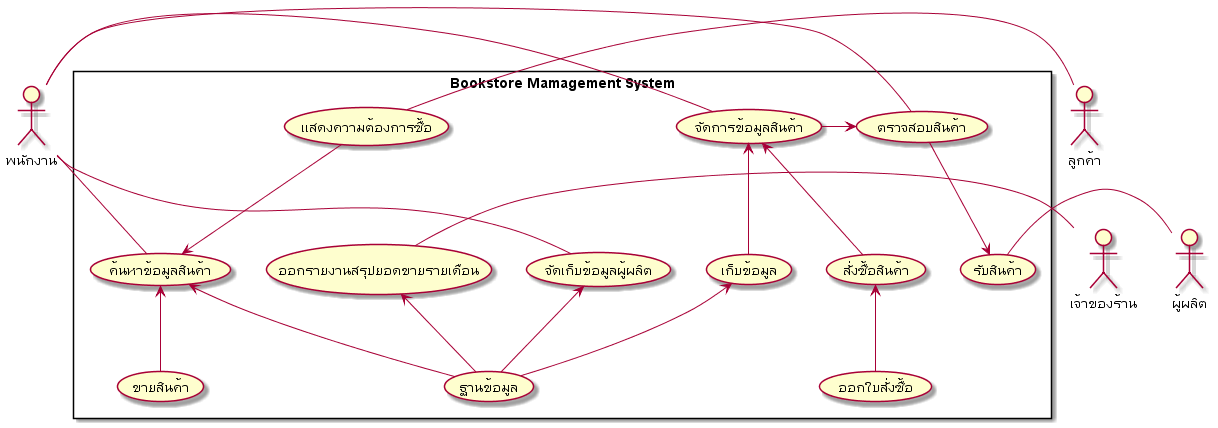 Bookstore Mamagement System
แสดงความต้องการซื้อ
จัดการข้อมูลสินค้า
ตรวจสอบสินค้า
พนักงาน
ลูกค้า
ค้นหาข้อมูลสินค้า
ออกรายงานสรุปยอดขายรายเดือน
จัดเก็บข้อมูลผู้ผลิต
เก็บข้อมูล
สั่งซื้อสินค้า
รับสินค้า
เจ้าของร้าน
ผู้ผลิต
ขายสินค้า
ฐานข้อมูล
ออกใบสั่งซื้อ